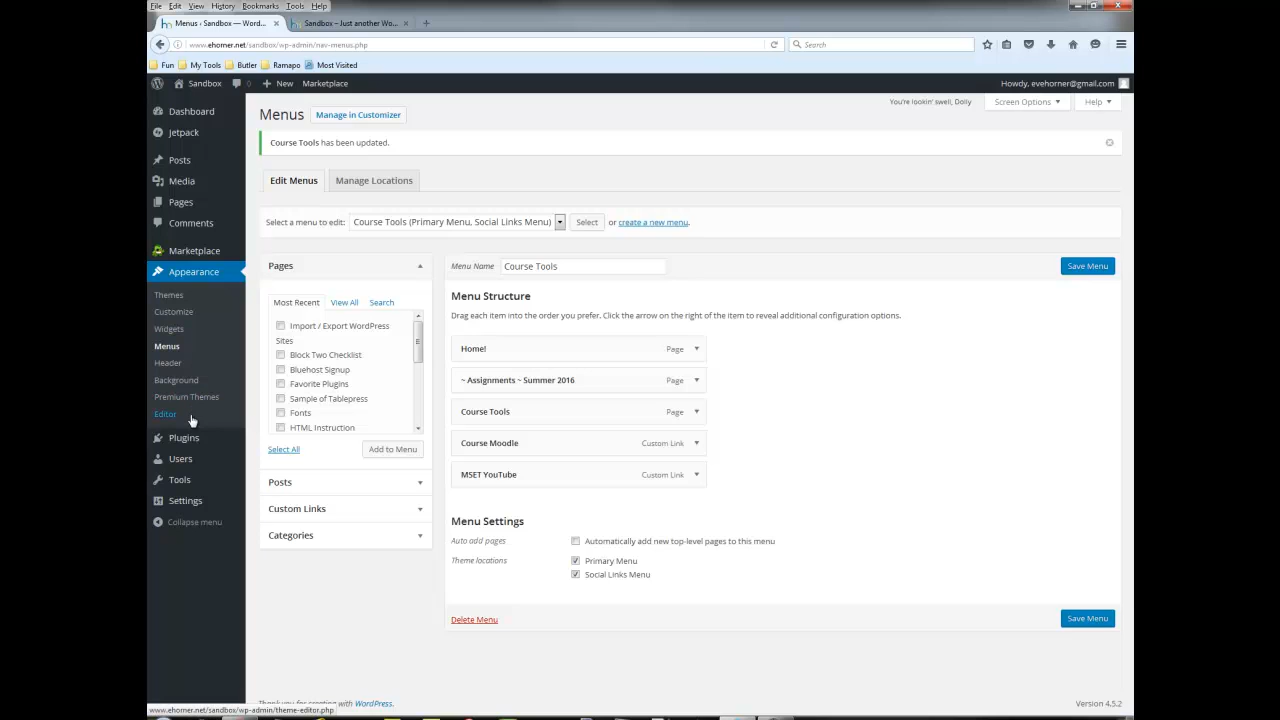 File Edit View History Bookmarks Tools Help
Menus ‹ Sandbox — Word... × Sandbox – Just another Wo... × +
www.ehorner.net/sandbox/wp-admin/nav-menus.php Search
Fun My Tools Butler Ramapo Most Visited
Sandbox 0 + New Marketplace Howdy, evehorner@gmail.com
You're lookin' swell, Dolly Screen Options Help
Dashboard
Jetpack
Posts
Media
Pages
Comments
Marketplace
Appearance
Themes
Customize
Widgets
Menus
Header
Background
Premium Themes
Editor
Plugins
Users
Tools
Settings
Collapse menu
Menus Manage in Customizer
Course Tools has been updated.
Edit Menus Manage Locations
Select a menu to edit: Course Tools (Primary Menu, Social Links Menu) Select or create a new menu.
Pages
Most Recent View All Search
Import / Export WordPress
Sites
Block Two Checklist
Bluehost Signup
Favorite Plugins
Sample of Tablepress
Fonts
HTML Instruction
Select All Add to Menu
Posts
Custom Links
Categories
Menu Name Course Tools Save Menu
Menu Structure
Drag each item into the order you prefer. Click the arrow on the right of the item to reveal additional configuration options.
Home! Page
~ Assignments ~ Summer 2016 Page
Course Tools Page
Course Moodle Custom Link
MSET YouTube Custom Link
Menu Settings
Auto add pages Automatically add new top-level pages to this menu
Theme locations Primary Menu
Social Links Menu
Delete Menu Save Menu
Thank you for creating with WordPress. Version 4.5.2
www.ehorner.net/sandbox/wp-admin/theme-editor.php